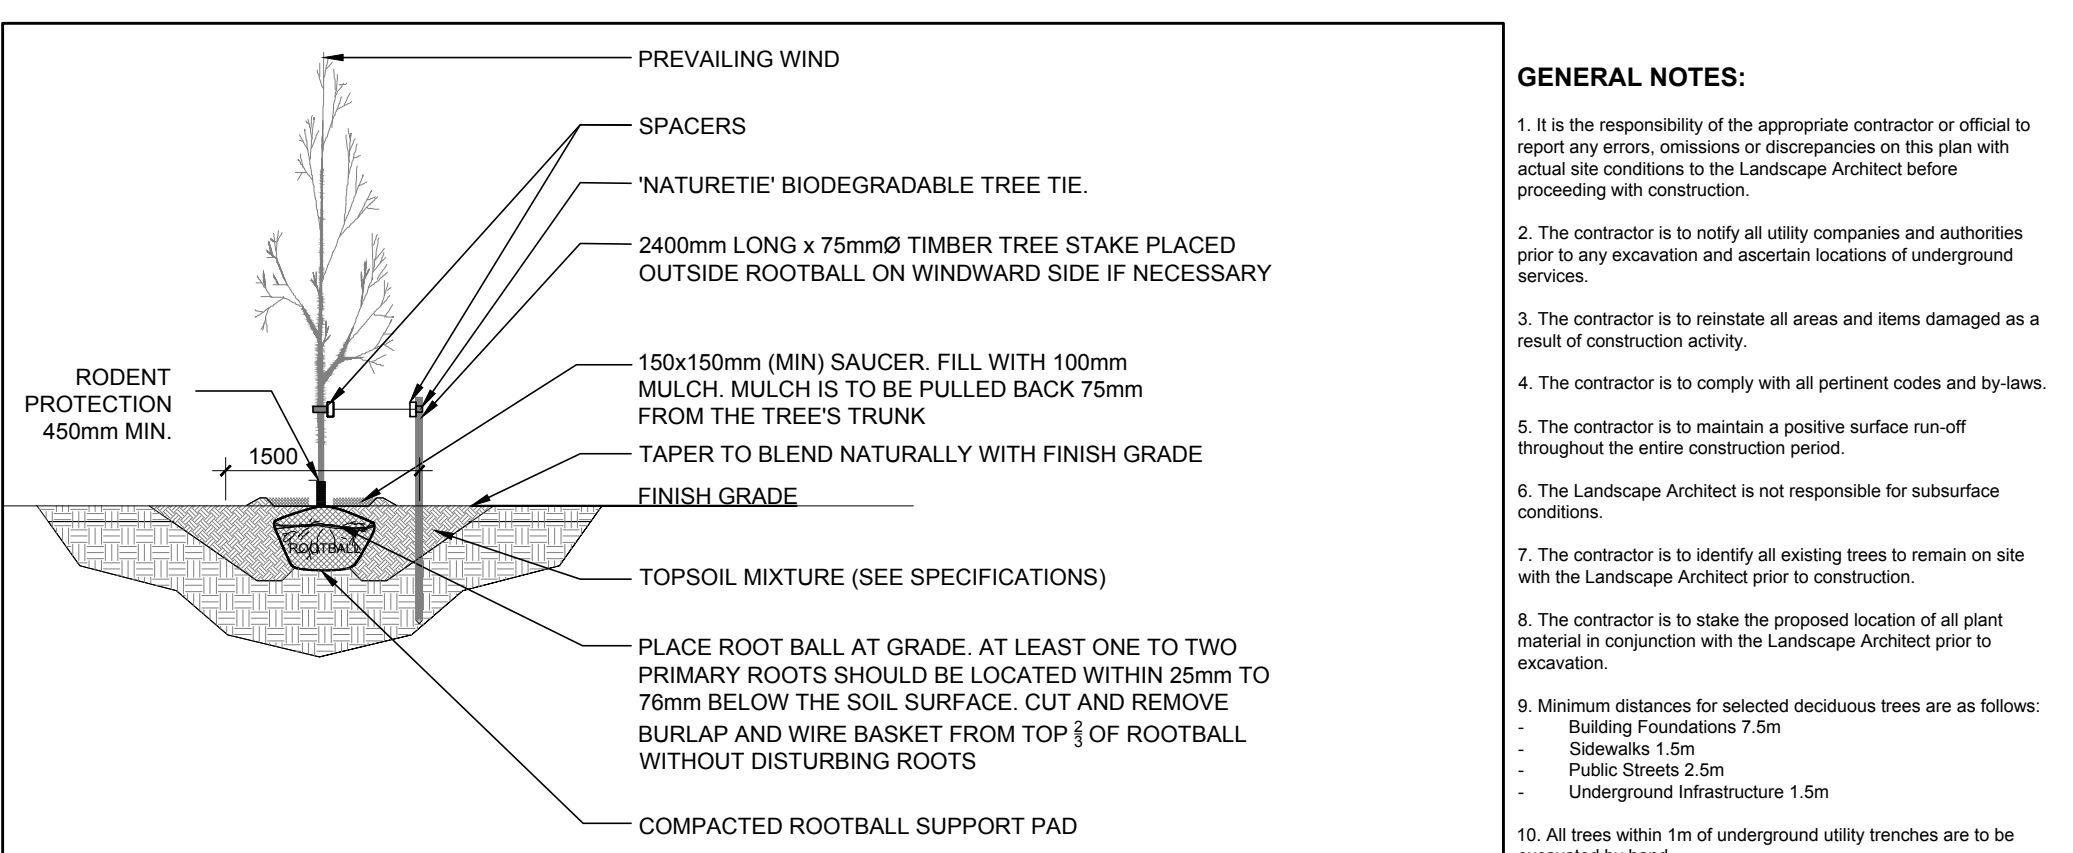 PREVAILING WIND
SPACERS
'NATURETIE' BIODEGRADABLE TREE TIE.
2400mm LONG x 75mmØ TIMBER TREE STAKE PLACED
OUTSIDE ROOTBALL ON WINDWARD SIDE IF NECESSARY
150x150mm (MIN) SAUCER. FILL WITH 100mm
MULCH. MULCH IS TO BE PULLED BACK 75mm
FROM THE TREE'S TRUNK
RODENT
PROTECTION
450mm MIN.
1500
TAPER TO BLEND NATURALLY WITH FINISH GRADE
FINISH GRADE
ROOTBALL
TOPSOIL MIXTURE (SEE SPECIFICATIONS)
PLACE ROOT BALL AT GRADE. AT LEAST ONE TO TWO
PRIMARY ROOTS SHOULD BE LOCATED WITHIN 25mm TO
76mm BELOW THE SOIL SURFACE. CUT AND REMOVE
BURLAP AND WIRE BASKET FROM TOP 2/3 OF ROOTBALL
WITHOUT DISTURBING ROOTS
COMPACTED ROOTBALL SUPPORT PAD
GENERAL NOTES:
1. It is the responsibility of the appropriate contractor or official to
report any errors, omissions or discrepancies on this plan with
actual site conditions to the Landscape Architect before
proceeding with construction.
2. The contractor is to notify all utility companies and authorities
prior to any excavation and ascertain locations of underground
services.
3. The contractor is to reinstate all areas and items damaged as a
result of construction activity.
4. The contractor is to comply with all pertinent codes and by-laws.
5. The contractor is to maintain a positive surface run-off
throughout the entire construction period.
6. The Landscape Architect is not responsible for subsurface
conditions.
7. The contractor is to identify all existing trees to remain on site
with the Landscape Architect prior to construction.
8. The contractor is to stake the proposed location of all plant
material in conjunction with the Landscape Architect prior to
excavation.
9. Minimum distances for selected deciduous trees are as follows:
- Building Foundations 7.5m
- Sidewalks 1.5m
- Public Streets 2.5m
- Underground Infrastructure 1.5m
10. All trees within 1m of underground utility trenches are to be